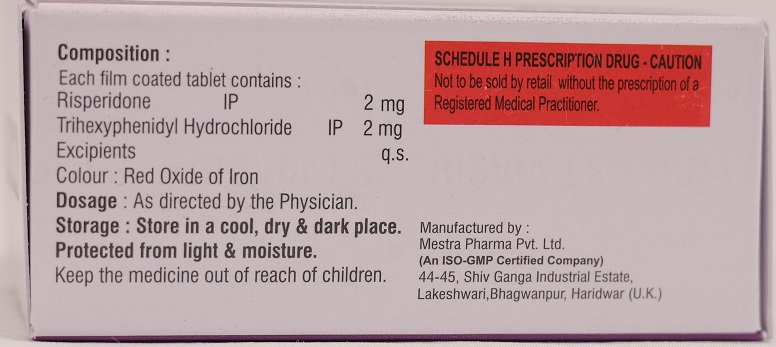 Composition :
Each film coated tablet contains :
Risperidone IP 2 mg
Trihexyphenidyl Hydrochloride IP 2 mg
Excipients q.s.
Colour : Red Oxide of Iron
Dosage : As directed by the Physician.
Storage : Store in a cool, dry & dark place.
Protected from light & moisture.
Keep the medicine out of reach of children.
SCHEDULE H PRESCRIPTION DRUG - CAUTION
Not to be sold by retail without the prescription of a
Registered Medical Practitioner.
Manufactured by :
Mestra Pharma Pvt. Ltd.
(An ISO-GMP Certified Company)
44-45, Shiv Ganga Industrial Estate,
Lakeshwari,Bhagwanpur, Haridwar (U.K.)